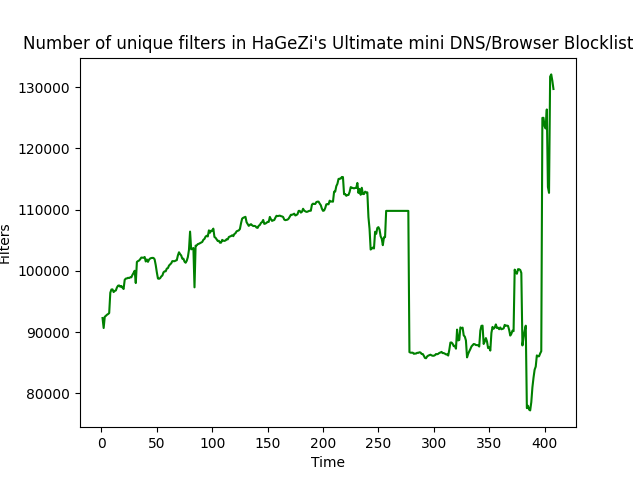 Number of unique filters in HaGeZi's Ultimate mini DNS/Browser Blocklist
130000
120000
110000
100000
90000
80000
Filters
0 50 100 150 200 250 300 350 400
Time